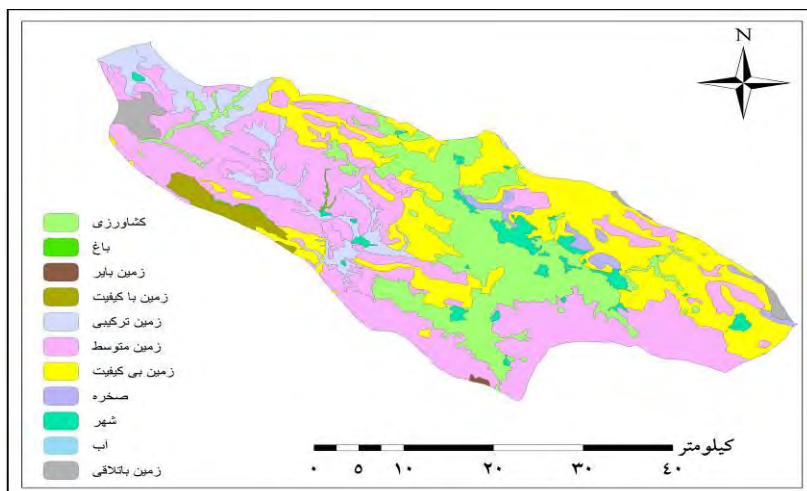 N
کشاورزی
باغ
زمین بایر
زمین با کیفیت
زمین ترکیبی
زمین متوسط
زمین بی کیفیت
صخره
شهر
آب
زمین باتلاقی
کیلومتر
۰ ۵ ۱۰ ۲۰ ۳۰ ۴۰